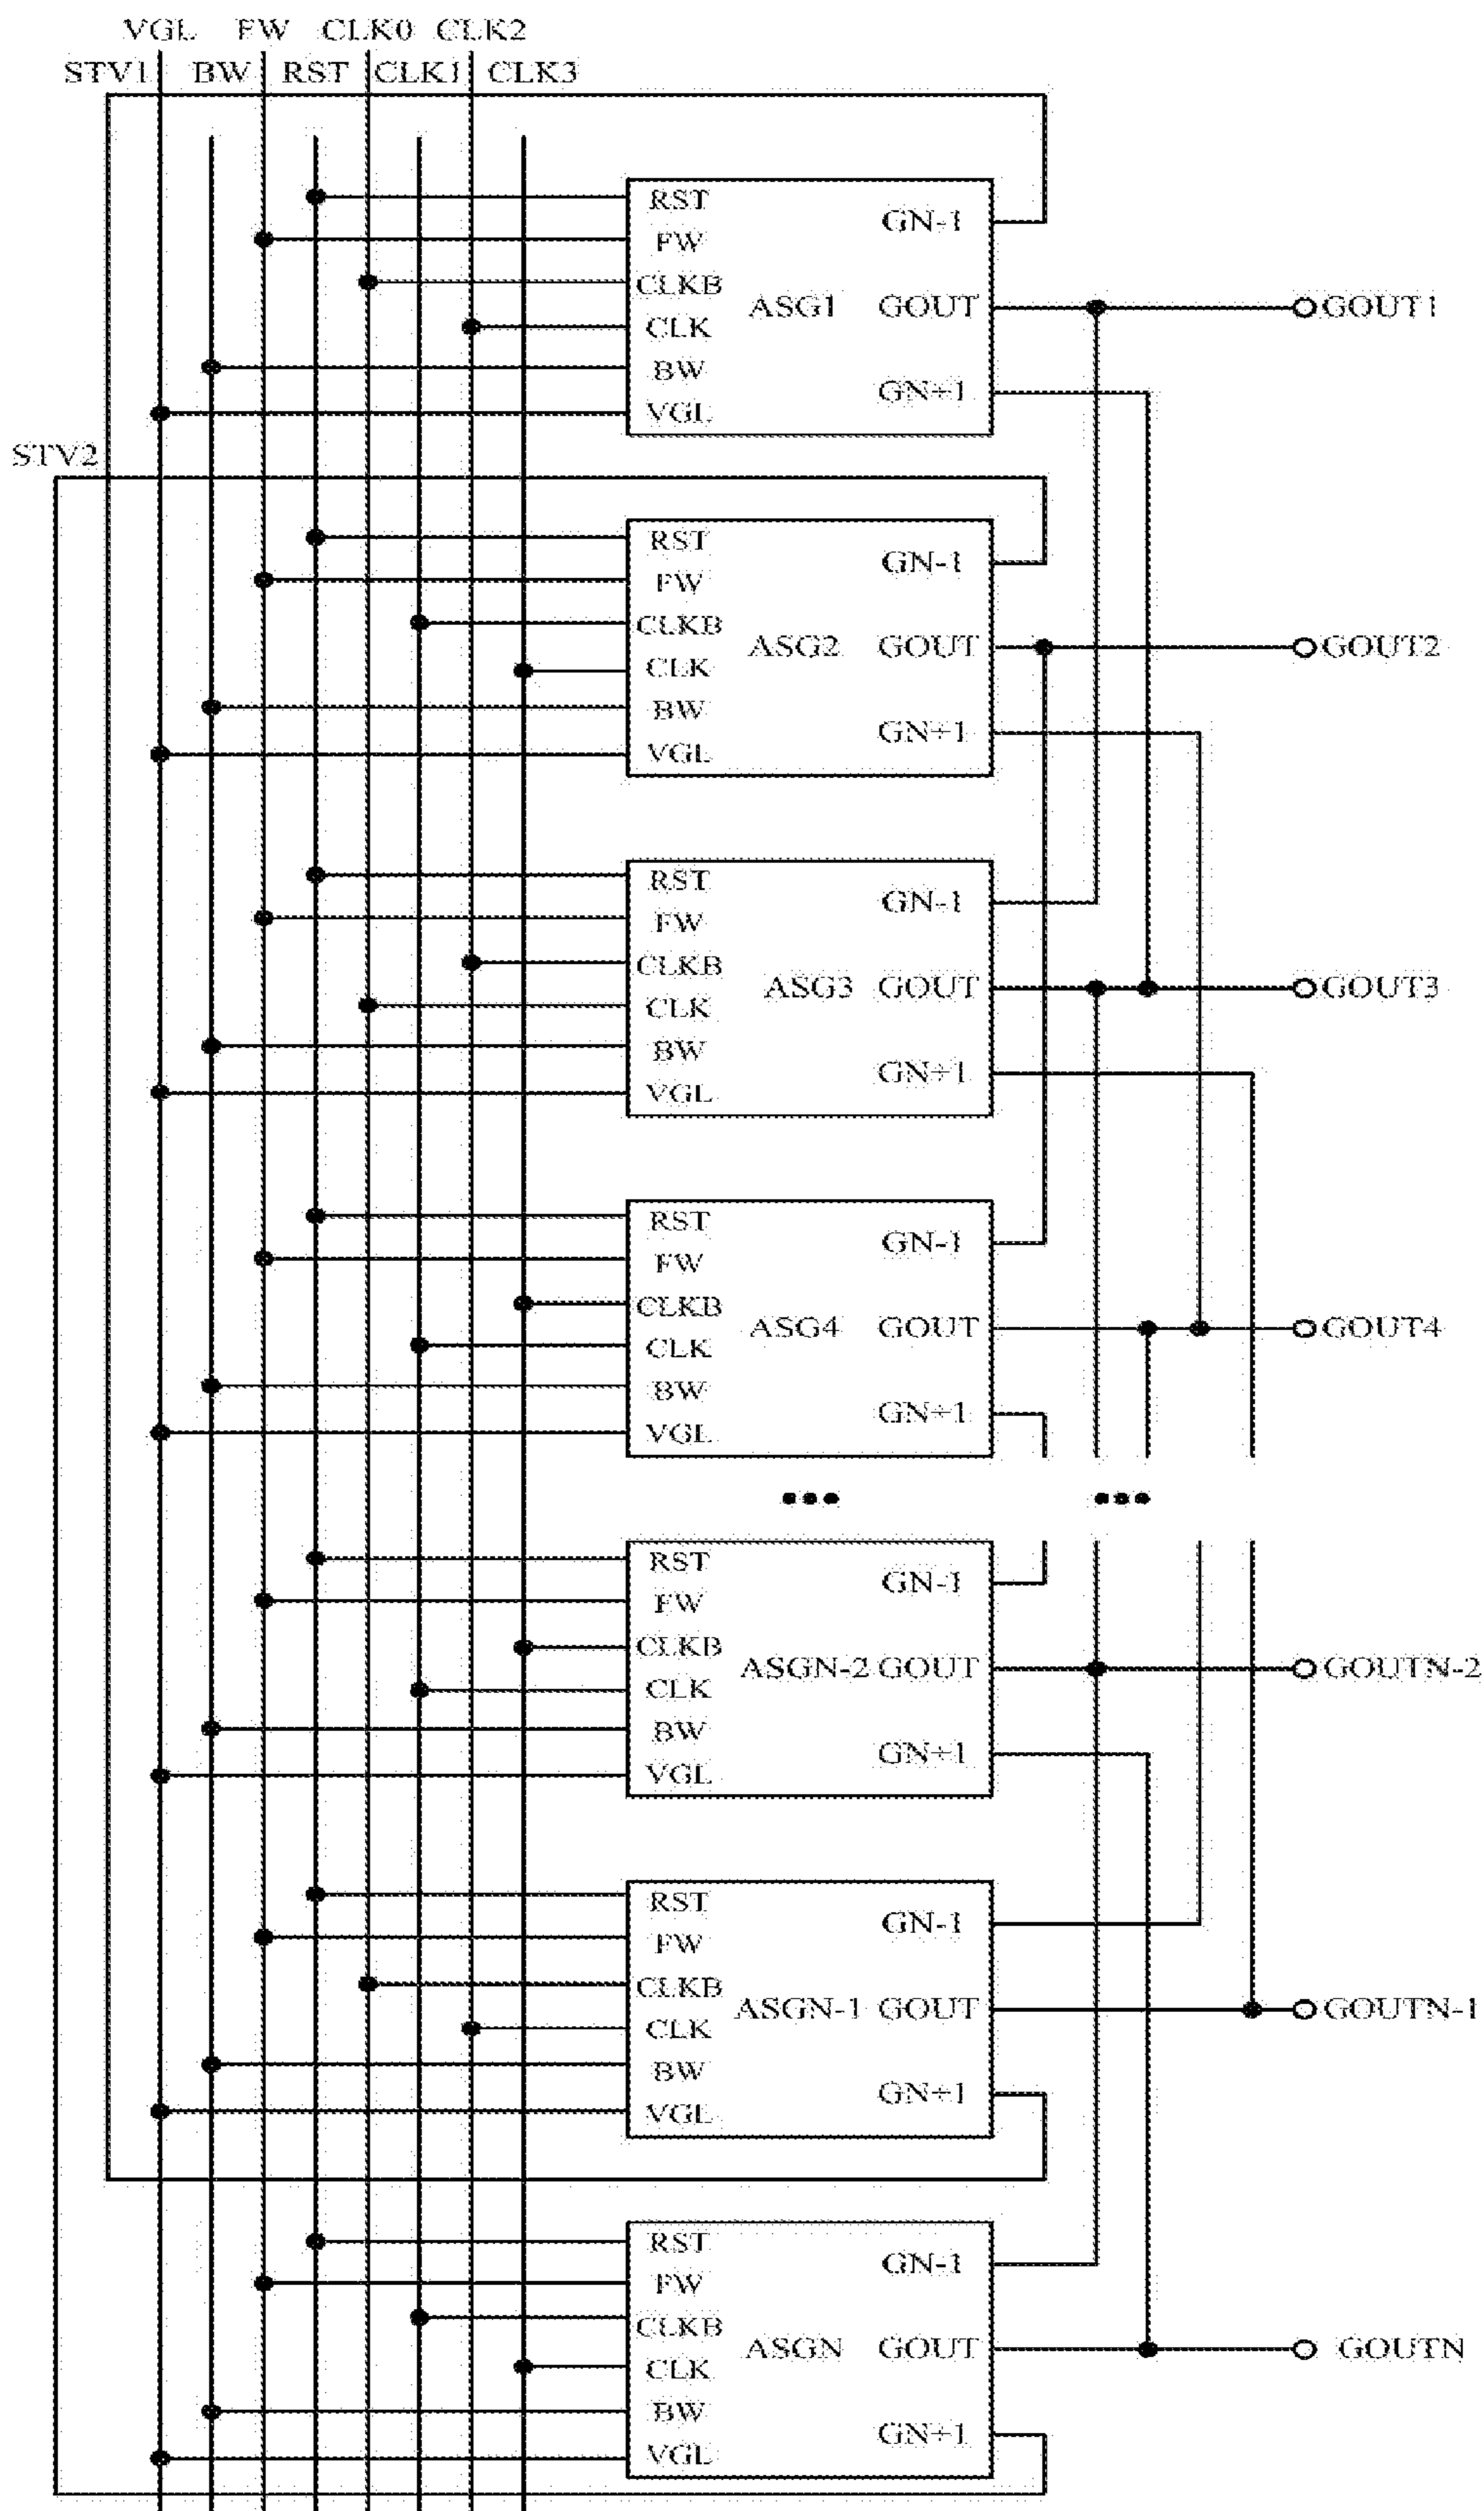 VGL FW CLK0 CLK2
STV1 BW RST CLK1 CLK3
RST
GN-1
FW
CLKB
ASG1 GOUT GOUT1
CLK
BW
GN+1
VGL
STV2
RST
GN-1
FW
CLKB
ASG2 GOUT GOUT2
CLK
BW
GN+1
VGL
RST
GN-1
FW
CLKB
ASG3 GOUT GOUT3
CLK
BW
GN+1
VGL
RST
GN-1
FW
CLKB
ASG4 GOUT GOUT4
CLK
BW
GN+1
VGL
••• •••
RST
GN-1
FW
CLKB
ASGN-2 GOUT GOUTN-2
CLK
BW
GN+1
VGL
RST
GN-1
FW
CLKB
ASGN-1 GOUT GOUTN-1
CLK
BW
GN+1
VGL
RST
GN-1
FW
CLKB
ASGN GOUT GOUTN
CLK
BW
GN+1
VGL